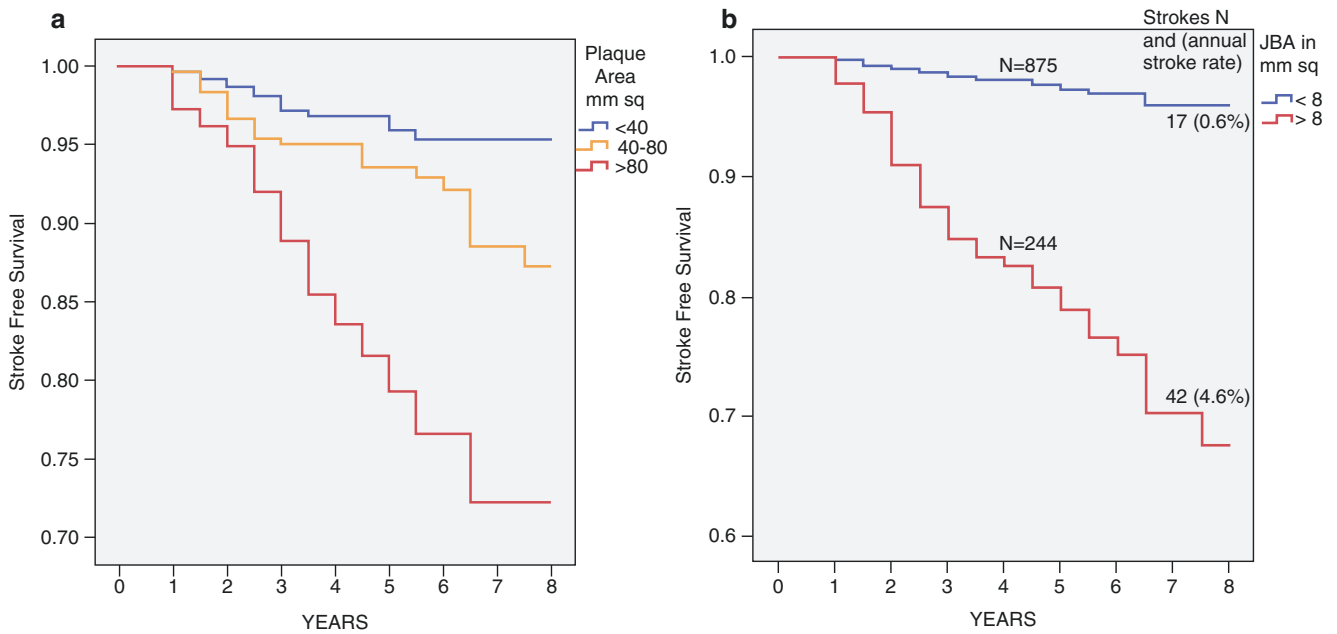 a
Plaque
Area
mm sq
<40
40-80
>80
Stroke Free Survival
1.00
0.95
0.90
0.85
0.80
0.75
0.70
0 1 2 3 4 5 6 7 8
YEARS
b
Strokes N
and (annual
stroke rate)
JBA in
mm sq
< 8
> 8
N=875
17 (0.6%)
N=244
42 (4.6%)
Stroke Free Survival
1.0
0.9
0.8
0.7
0.6
0 1 2 3 4 5 6 7 8
YEARS